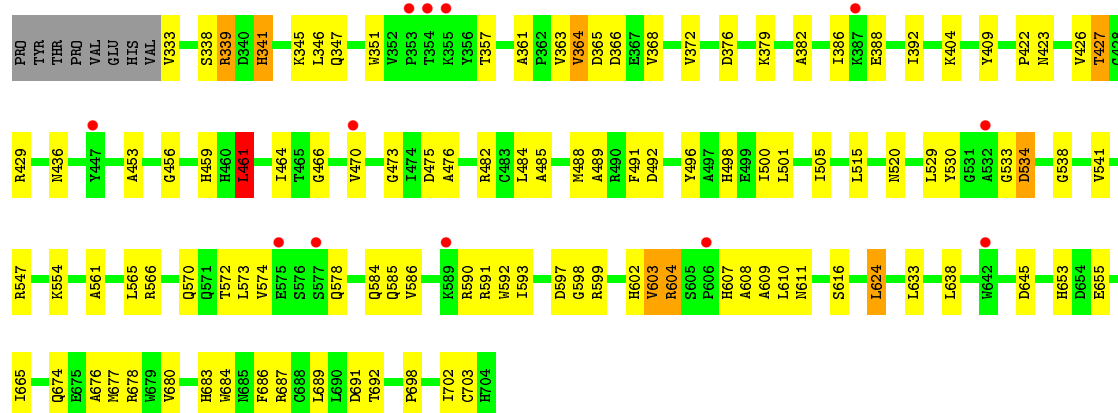 PRO TYR THR PRO VAL GLU HIS VAL V333 S338 R339 D340 H341 K345 L346 Q347 W351 V352 P353 T354 K355 Y356 T357 A361 P362 V363 V364 D365 D366 E367 V368 V372 D376 K379 A382 I386 K387 E388 I392 K404 Y409 P422 N423 V426 T427 G428
R429 N436 Y447 A453 G456 H459 H460 L461 I464 T465 G466 V470 G473 I474 D475 A476 R482 C483 L484 A485 M488 A489 R490 F491 D492 Y496 A497 H498 E499 I500 L501 I505 L515 N520 L529 Y530 G531 A532 G533 D534 G538 V541
R547 K554 A561 L565 R566 Q570 Q571 T572 L573 V574 E575 S576 S577 Q578 Q584 Q585 V586 K589 R590 R591 W592 I593 D597 G598 R599 H602 V603 R604 S605 P606 H607 A608 A609 L610 N611 S616 L624 L633 L638 W642 D645 H653 D654 E655
I665 Q674 E675 A676 M677 R678 W679 V680 H683 W684 N685 F686 R687 C688 L689 L690 D691 T692 P698 I702 C703 H704